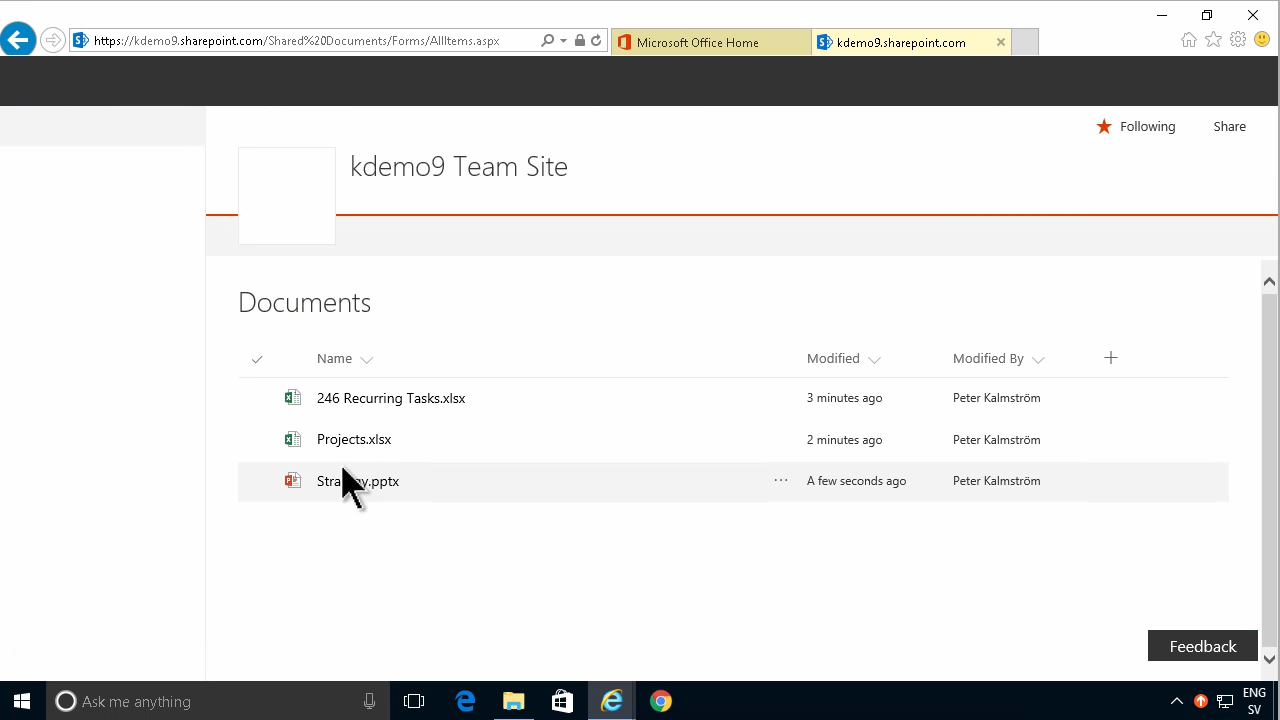 https://kdemo9.sharepoint.com/Shared%20Documents/Forms/AllItems.aspx
Microsoft Office Home
kdemo9.sharepoint.com
Following
Share
kdemo9 Team Site
Documents
Name
Modified
Modified By
246 Recurring Tasks.xlsx
3 minutes ago
Peter Kalmström
Projects.xlsx
2 minutes ago
Peter Kalmström
Strategy.pptx
A few seconds ago
Peter Kalmström
Feedback
Ask me anything
ENG
SV